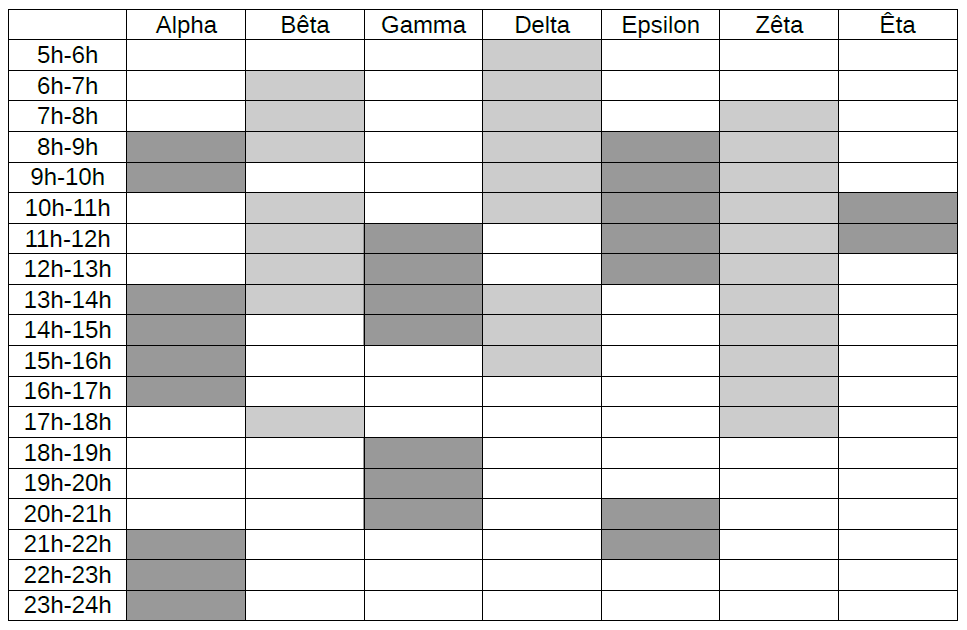 Alpha Bêta Gamma Delta Epsilon Zêta Êta
5h-6h
6h-7h
7h-8h
8h-9h
9h-10h
10h-11h
11h-12h
12h-13h
13h-14h
14h-15h
15h-16h
16h-17h
17h-18h
18h-19h
19h-20h
20h-21h
21h-22h
22h-23h
23h-24h